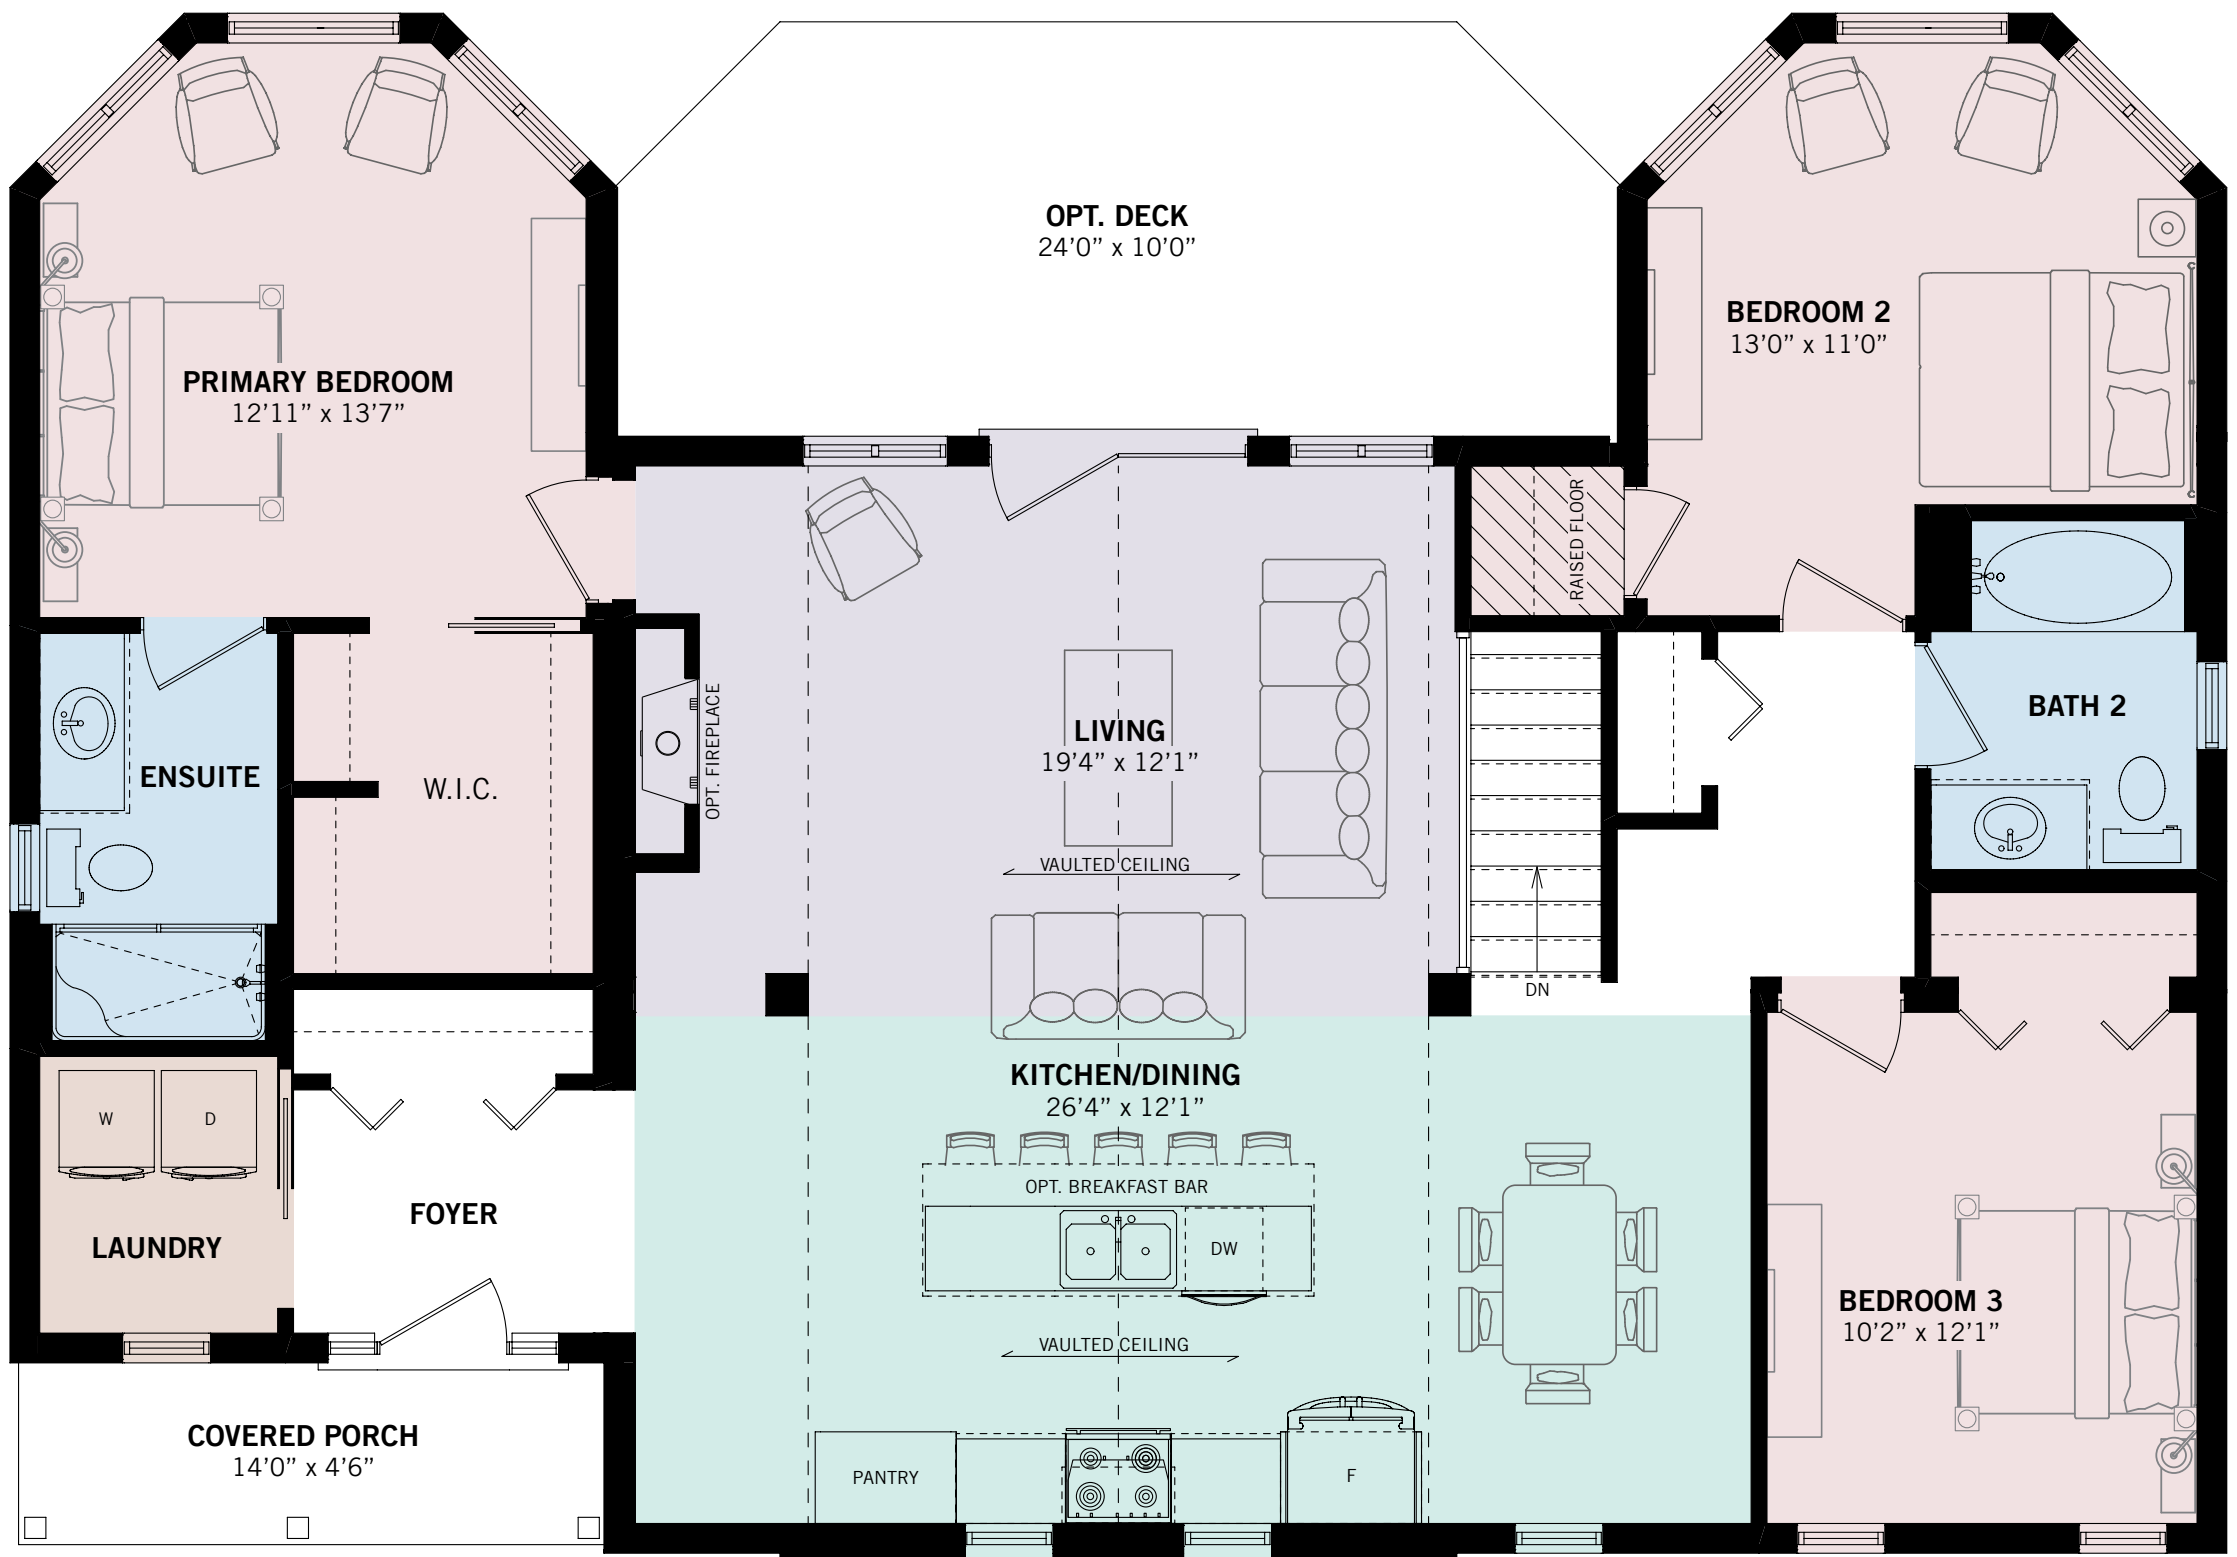 OPT. DECK
24’0” x 10’0”
BEDROOM 2
13’0” x 11’0”
PRIMARY BEDROOM
12’11” x 13’7”
RAISED FLOOR
BATH 2
LIVING
19’4” x 12’1”
OPT. FIREPLACE
ENSUITE
W.I.C.
VAULTED CEILING
DN
KITCHEN/DINING
26’4” x 12’1”
W
D
OPT. BREAKFAST BAR
FOYER
LAUNDRY
DW
BEDROOM 3
10’2” x 12’1”
VAULTED CEILING
COVERED PORCH
14’0” x 4’6”
PANTRY
F